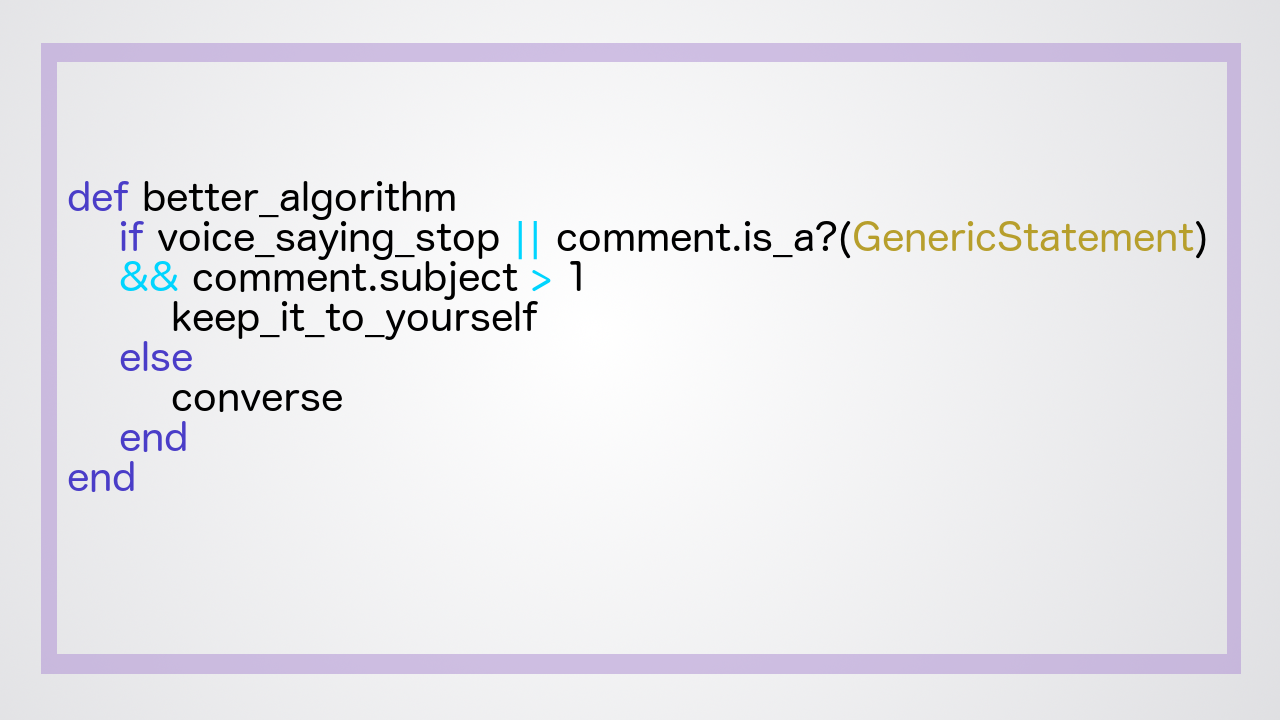 def better_algorithm
if voice_saying_stop || comment.is_a?(GenericStatement)
&& comment.subject > 1
keep_it_to_yourself
else
converse
end
end